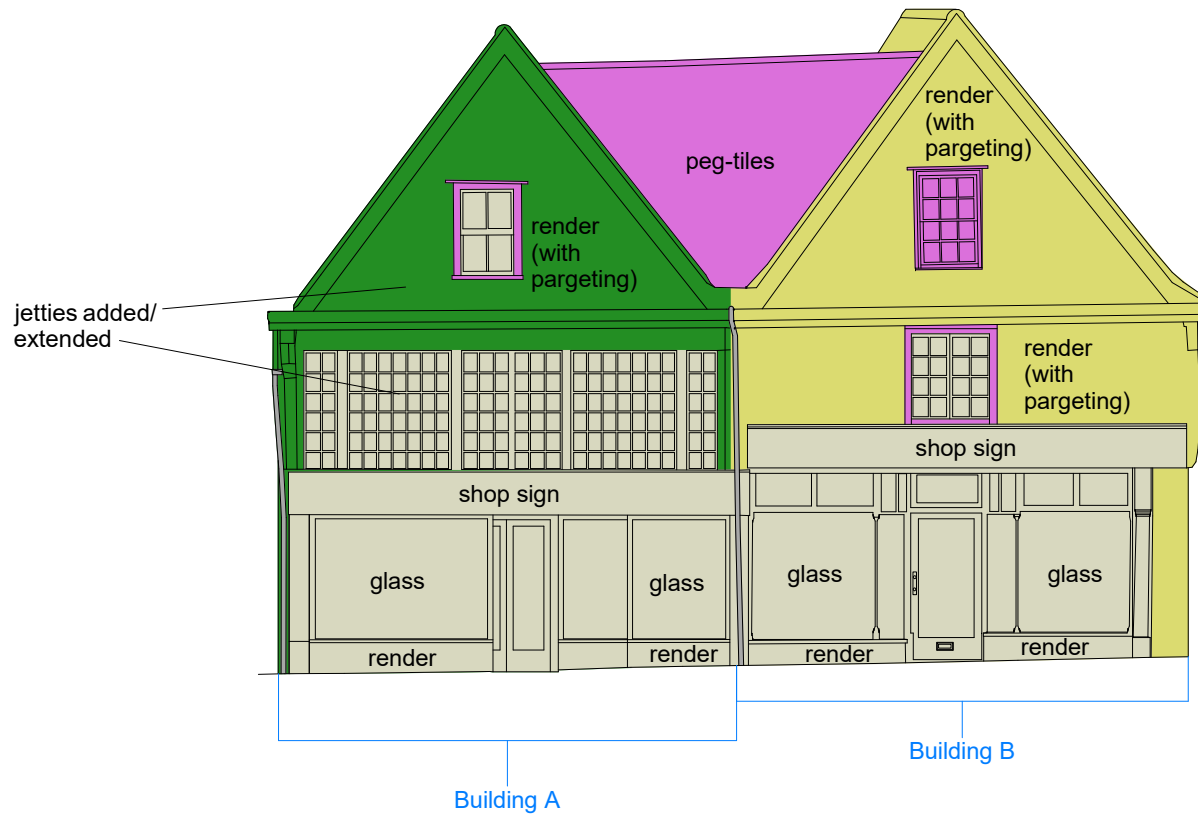 render
(with
pargeting)
peg-tiles
render
(with
pargeting)
jetties added/
extended
render
(with
pargeting)
shop sign
shop sign
glass
glass
glass
glass
render
render
render
render
Building B
Building A